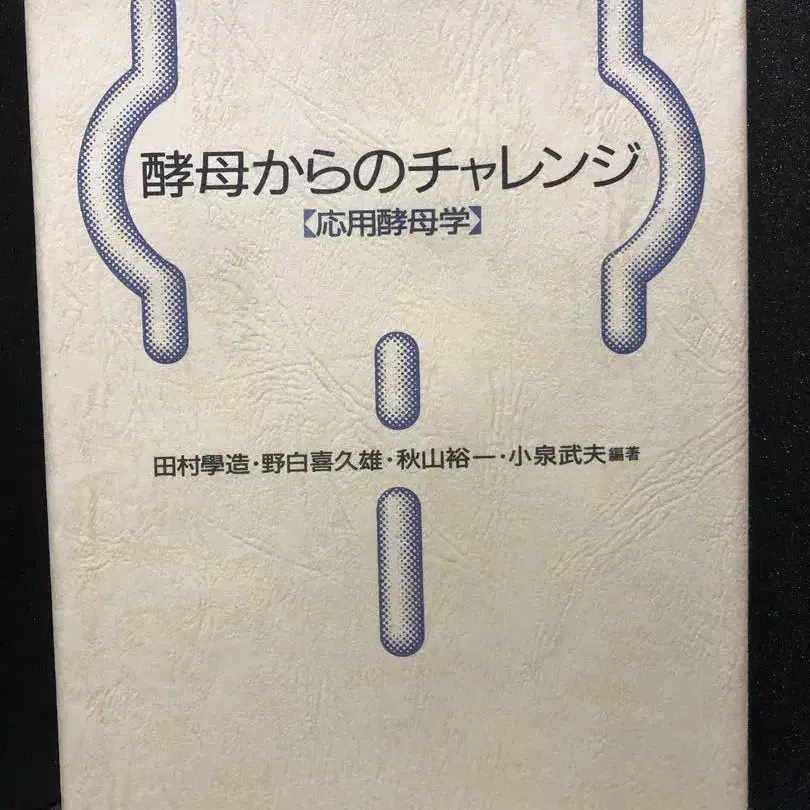 酵母からのチャレンジ
【応用酵母学】
田村學造・野白喜久雄・秋山裕一・小泉武夫編著